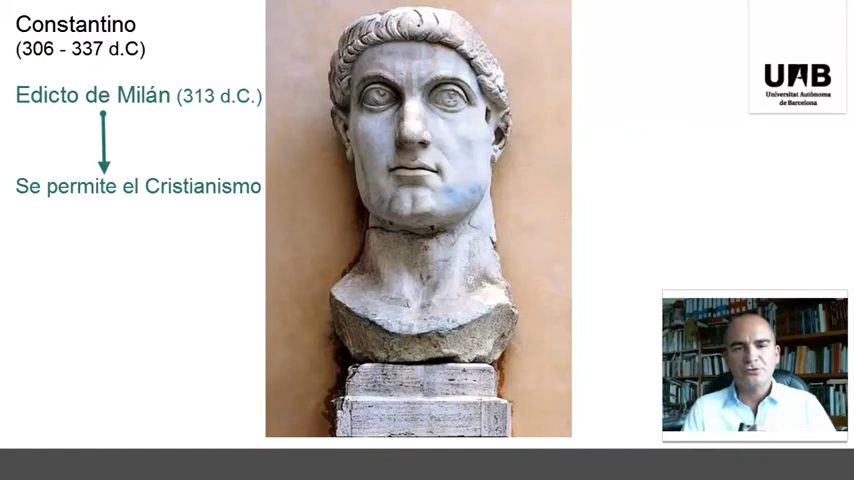 Constantino
(306 - 337 d.C)
Edicto de Milán (313 d.C.)
Se permite el Cristianismo
UAB
Universitat Autònoma
de Barcelona